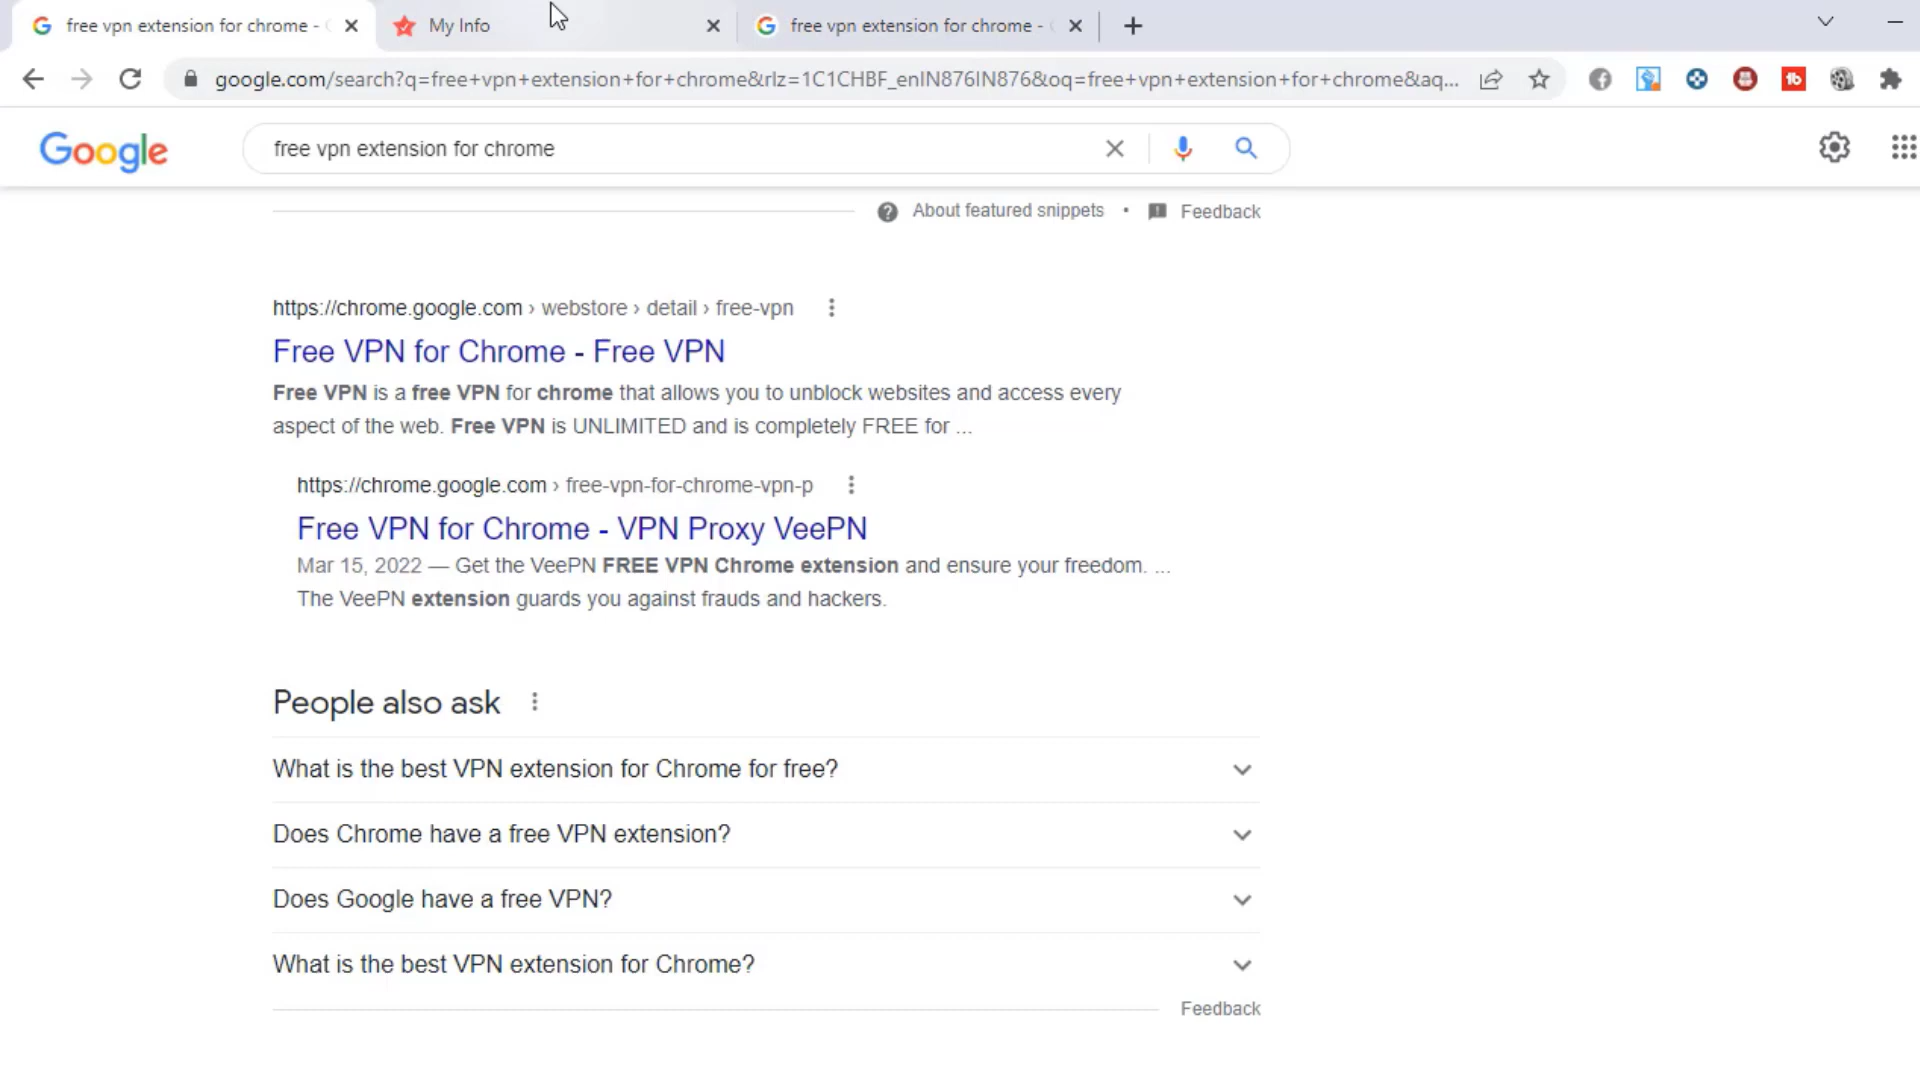 free vpn extension for chrome -
My Info
free vpn extension for chrome -
google.com/search?q=free+vpn+extension+for+chrome&rlz=1C1CHBF_enIN876IN876&oq=free+vpn+extension+for+chrome&aq...
Google
free vpn extension for chrome
About featured snippets • Feedback
https://chrome.google.com › webstore › detail › free-vpn
Free VPN for Chrome - Free VPN
Free VPN is a free VPN for chrome that allows you to unblock websites and access every
aspect of the web. Free VPN is UNLIMITED and is completely FREE for ...
https://chrome.google.com › free-vpn-for-chrome-vpn-p
Free VPN for Chrome - VPN Proxy VeePN
Mar 15, 2022 — Get the VeePN FREE VPN Chrome extension and ensure your freedom. ...
The VeePN extension guards you against frauds and hackers.
People also ask
What is the best VPN extension for Chrome for free?
Does Chrome have a free VPN extension?
Does Google have a free VPN?
What is the best VPN extension for Chrome?
Feedback